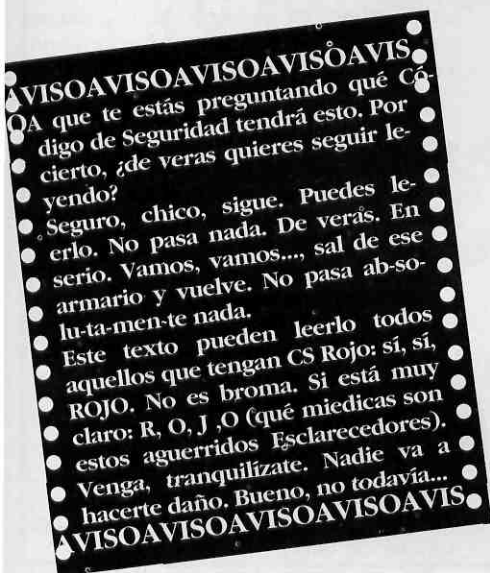 AVISOAVISOAVISOAVISOAVIS
OA que te estás preguntando qué Có-
digo de Seguridad tendrá esto. Por
cierto, ¿de veras quieres seguir le-
yendo?
Seguro, chico, sigue. Puedes le-
erlo. No pasa nada. De veras. En
serio. Vamos, vamos..., sal de ese
armario y vuelve. No pasa ab-so-
lu-ta-men-te nada.
Este texto pueden leerlo todos
aquellos que tengan CS Rojo: sí, sí,
ROJO. No es broma. Si está muy
claro: R, O, J ,O (qué miedicas son
estos aguerridos Esclarecedores).
Venga, tranquilízate. Nadie va a
hacerte daño. Bueno, no todavía...
AVISOAVISOAVISOAVISOAVIS